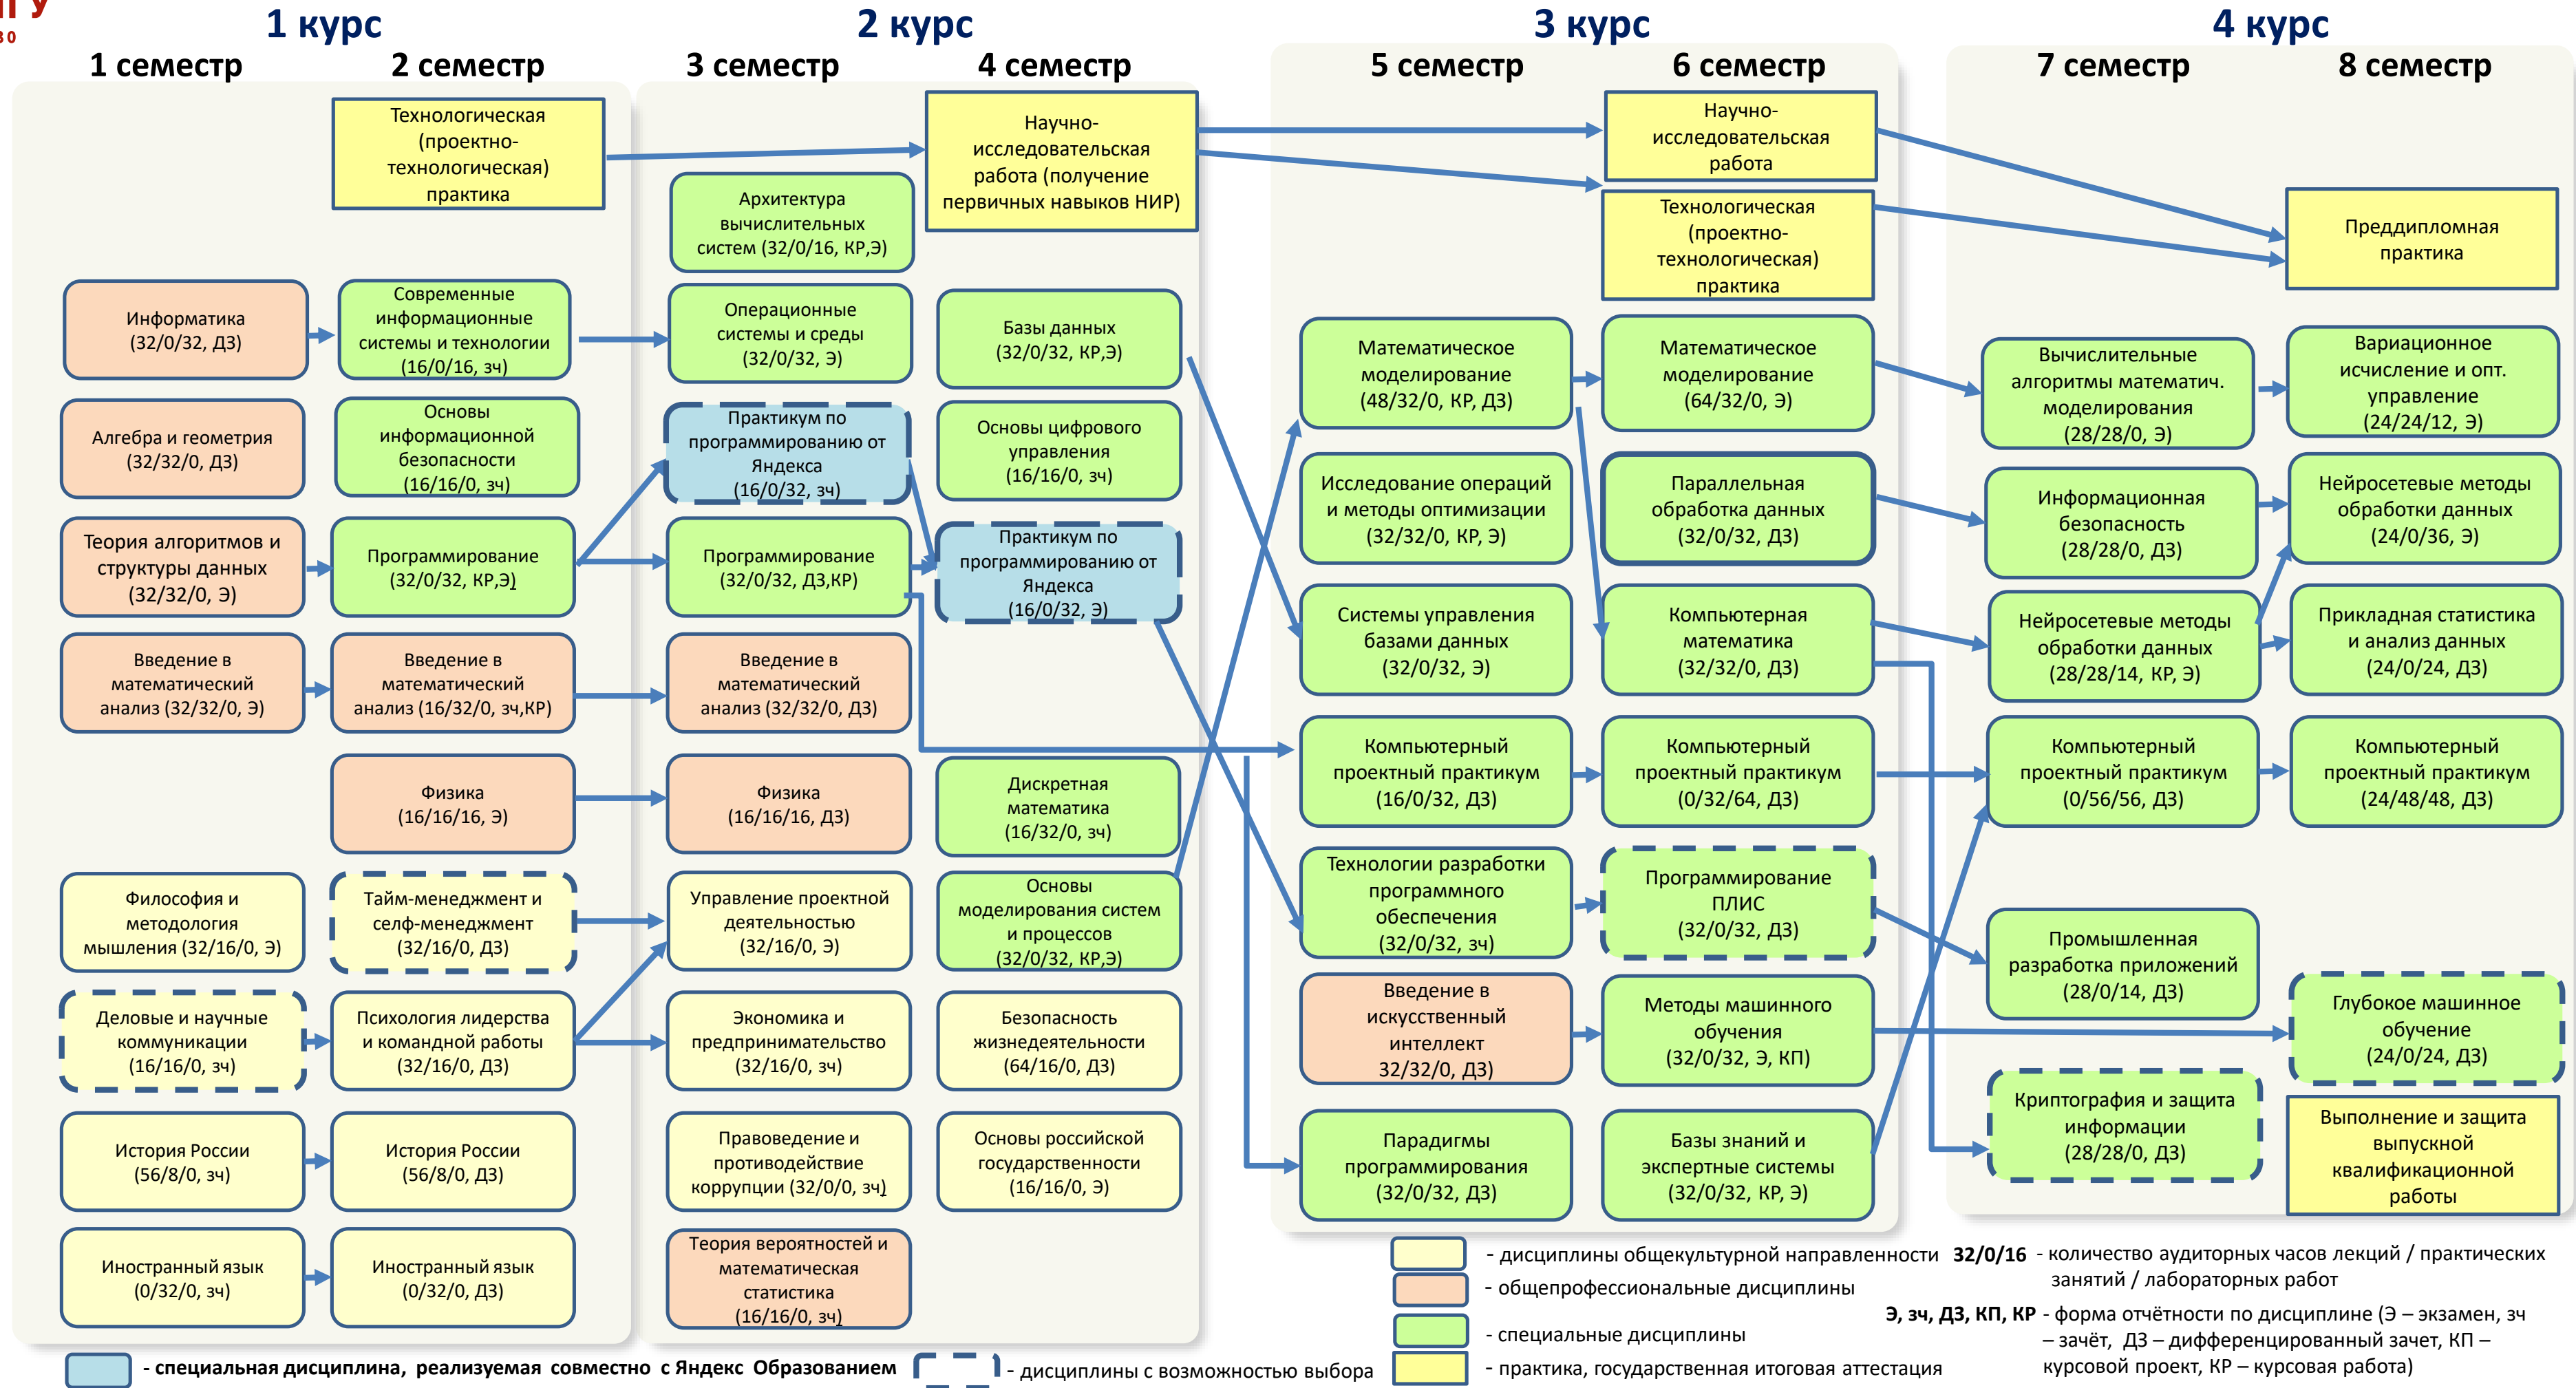 1 курс
2 курс
3 курс
4 курс
1 семестр
2 семестр
3 семестр
4 семестр
5 семестр
6 семестр
7 семестр
8 семестр
Информатика
(32/0/32, ДЗ)
Алгебра и геометрия
(32/32/0, ДЗ)
Теория алгоритмов и
структуры данных
(32/32/0, Э)
Введение в
математический
анализ (32/32/0, Э)
Философия и
методология
мышления (32/16/0, Э)
Деловые и научные
коммуникации
(16/16/0, зч)
История России
(56/8/0, зч)
Иностранный язык
(0/32/0, зч)
Технологическая
(проектно-
технологическая)
практика
Современные
информационные
системы и технологии
(16/0/16, зч)
Основы
информационной
безопасности
(16/16/0, зч)
Программирование
(32/0/32, КР,Э)
Введение в
математический
анализ (16/32/0, зч,КР)
Физика
(16/16/16, Э)
Тайм-менеджмент и
селф-менеджмент
(32/16/0, ДЗ)
Психология лидерства
и командной работы
(32/16/0, ДЗ)
История России
(56/8/0, ДЗ)
Иностранный язык
(0/32/0, ДЗ)
Архитектура
вычислительных
систем (32/0/16, КР,Э)
Операционные
системы и среды
(32/0/32, Э)
Практикум по
программированию от
Яндекса
(16/0/32, зч)
Программирование
(32/0/32, ДЗ,КР)
Введение в
математический
анализ (32/32/0, ДЗ)
Физика
(16/16/16, ДЗ)
Управление проектной
деятельностью
(32/16/0, Э)
Экономика и
предпринимательство
(32/16/0, зч)
Правоведение и
противодействие
коррупции (32/0/0, зч)
Теория вероятностей и
математическая
статистика
(16/16/0, зч)
Научно-
исследовательская
работа (получение
первичных навыков НИР)
Базы данных
(32/0/32, КР,Э)
Основы цифрового
управления
(16/16/0, зч)
Практикум по
программированию от
Яндекса
(16/0/32, Э)
Дискретная
математика
(16/32/0, зч)
Основы
моделирования систем
и процессов
(32/0/32, КР,Э)
Безопасность
жизнедеятельности
(64/16/0, ДЗ)
Основы российской
государственности
(16/16/0, Э)
Математическое
моделирование
(48/32/0, КР, ДЗ)
Исследование операций
и методы оптимизации
(32/32/0, КР, Э)
Системы управления
базами данных
(32/0/32, Э)
Компьютерный
проектный практикум
(16/0/32, ДЗ)
Технологии разработки
программного
обеспечения
(32/0/32, зч)
Введение в
искусственный
интеллект
32/32/0, ДЗ)
Парадигмы
программирования
(32/0/32, ДЗ)
Научно-
исследовательская
работа
Технологическая
(проектно-
технологическая)
практика
Математическое
моделирование
(64/32/0, Э)
Параллельная
обработка данных
(32/0/32, ДЗ)
Компьютерная
математика
(32/32/0, ДЗ)
Компьютерный
проектный практикум
(0/32/64, ДЗ)
Программирование
ПЛИС
(32/0/32, ДЗ)
Методы машинного
обучения
(32/0/32, Э, КП)
Базы знаний и
экспертные системы
(32/0/32, КР, Э)
Вычислительные
алгоритмы математич.
моделирования
(28/28/0, Э)
Информационная
безопасность
(28/28/0, ДЗ)
Нейросетевые методы
обработки данных
(28/28/14, КР, Э)
Компьютерный
проектный практикум
(0/56/56, ДЗ)
Промышленная
разработка приложений
(28/0/14, ДЗ)
Криптография и защита
информации
(28/28/0, ДЗ)
Преддипломная
практика
Вариационное
исчисление и опт.
управление
(24/24/12, Э)
Нейросетевые методы
обработки данных
(24/0/36, Э)
Прикладная статистика
и анализ данных
(24/0/24, ДЗ)
Компьютерный
проектный практикум
(24/48/48, ДЗ)
Глубокое машинное
обучение
(24/0/24, ДЗ)
Выполнение и защита
выпускной
квалификационной
работы
- специальная дисциплина, реализуемая совместно с Яндекс Образованием
- дисциплины с возможностью выбора
- дисциплины общекультурной направленности
- общепрофессиональные дисциплины
- специальные дисциплины
- практика, государственная итоговая аттестация
32/0/16 - количество аудиторных часов лекций / практических
занятий / лабораторных работ
Э, зч, ДЗ, КП, КР - форма отчётности по дисциплине (Э – экзамен, зч
– зачёт, ДЗ – дифференцированный зачет, КП –
курсовой проект, КР – курсовая работа)